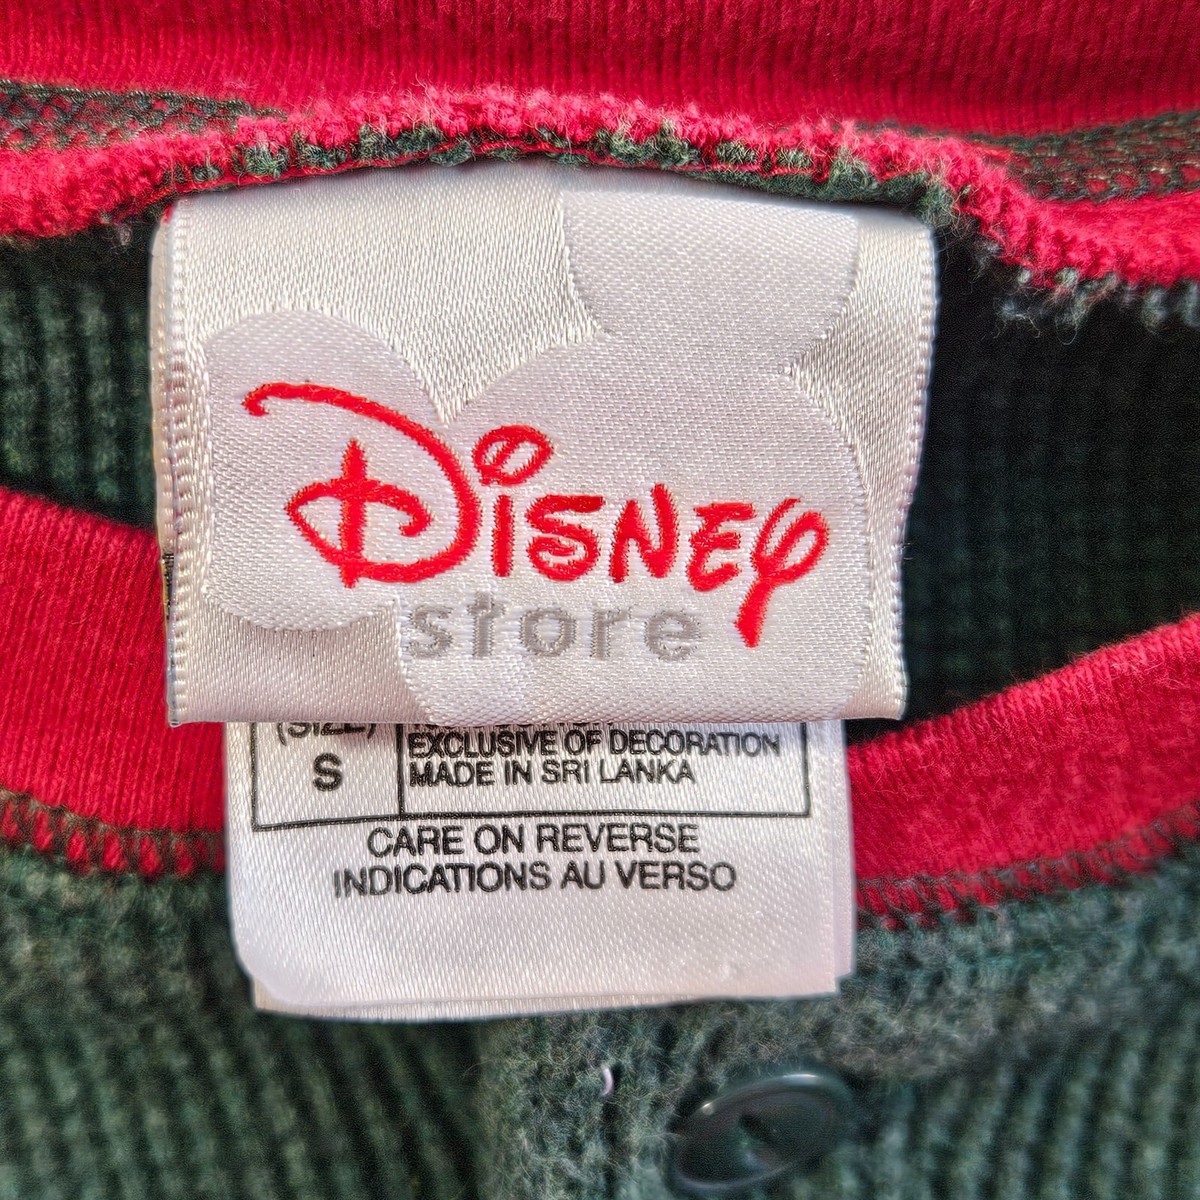 Disney
store
(SIZE)
S
EXCLUSIVE OF DECORATION
MADE IN SRI LANKA
CARE ON REVERSE
INDICATIONS AU VERSO